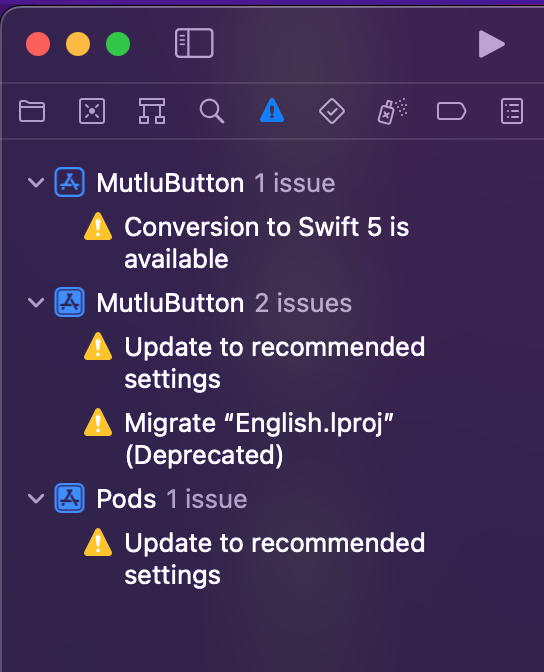 MutluButton 1 issue
Conversion to Swift 5 is
available
MutluButton 2 issues
Update to recommended
settings
Migrate “English.lproj”
(Deprecated)
Pods 1 issue
Update to recommended
settings